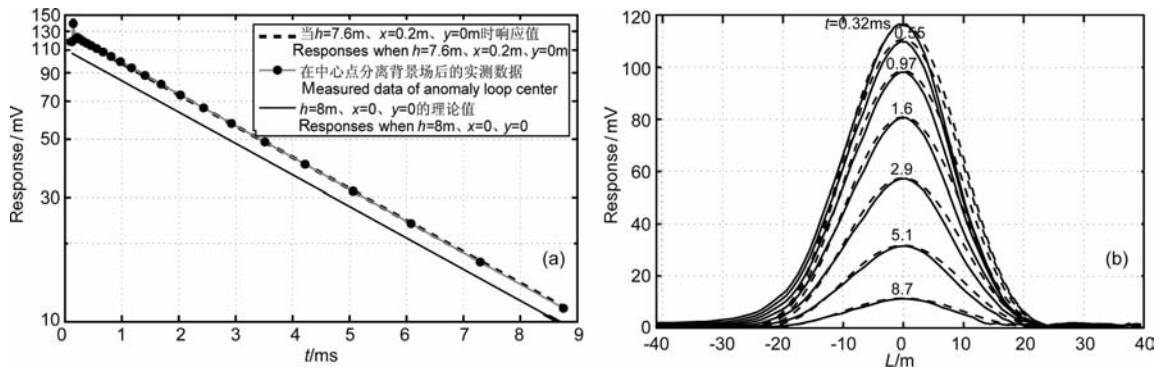 150
130
110
90
70
50
30
10
Response / mV
当h=7.6m、x=0.2m、y=0m时响应值
Responses when h=7.6m、x=0.2m、y=0m
在中心点分离背景场后的实测数据
Measured data of anomaly loop center
h=8m、x=0、y=0的理论值
Responses when h=8m、x=0、y=0
(a)
0 1 2 3 4 5 6 7 8 9
t/ms
120
100
80
60
40
20
0
Response / mV
t=0.32ms
0.55
0.97
1.6
2.9
5.1
8.7
(b)
-40 -30 -20 -10 0 10 20 30 40
L/m